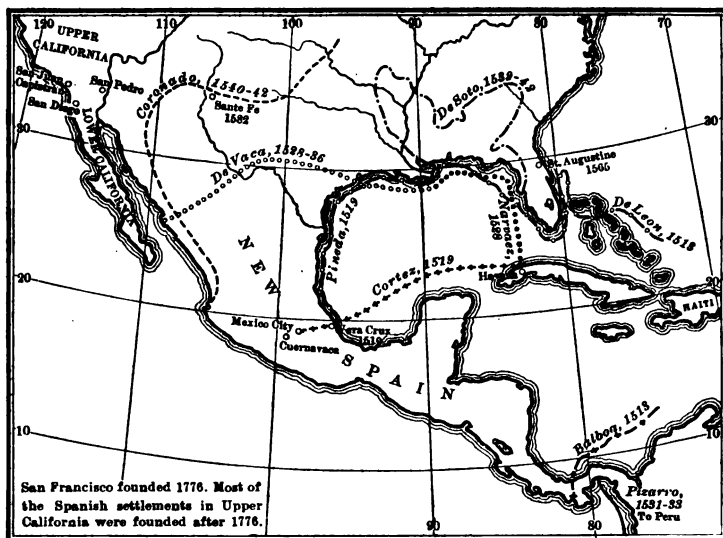 110
100
90
80
70
UPPER
CALIFORNIA
San Juan
Capistrano
San Pedro
San Diego
LOWER CALIFORNIA
Coronado, 1540-42
Sante Fe
1582
De Soto, 1539-42
30
30
De Vaca, 1528-36
St. Augustine
1565
De Leon, 1513
Pineda, 1519
Narvaez,
1528
NEW
Cortez, 1519
Havana
20
20
HAITI
Mexico City
Vera Cruz
1519
Cuernavaca
SPAIN
10
10
Balboa, 1513
San Francisco founded 1776. Most of
the Spanish settlements in Upper
California were founded after 1776.
Pizarro,
1531-33
To Peru
90
80